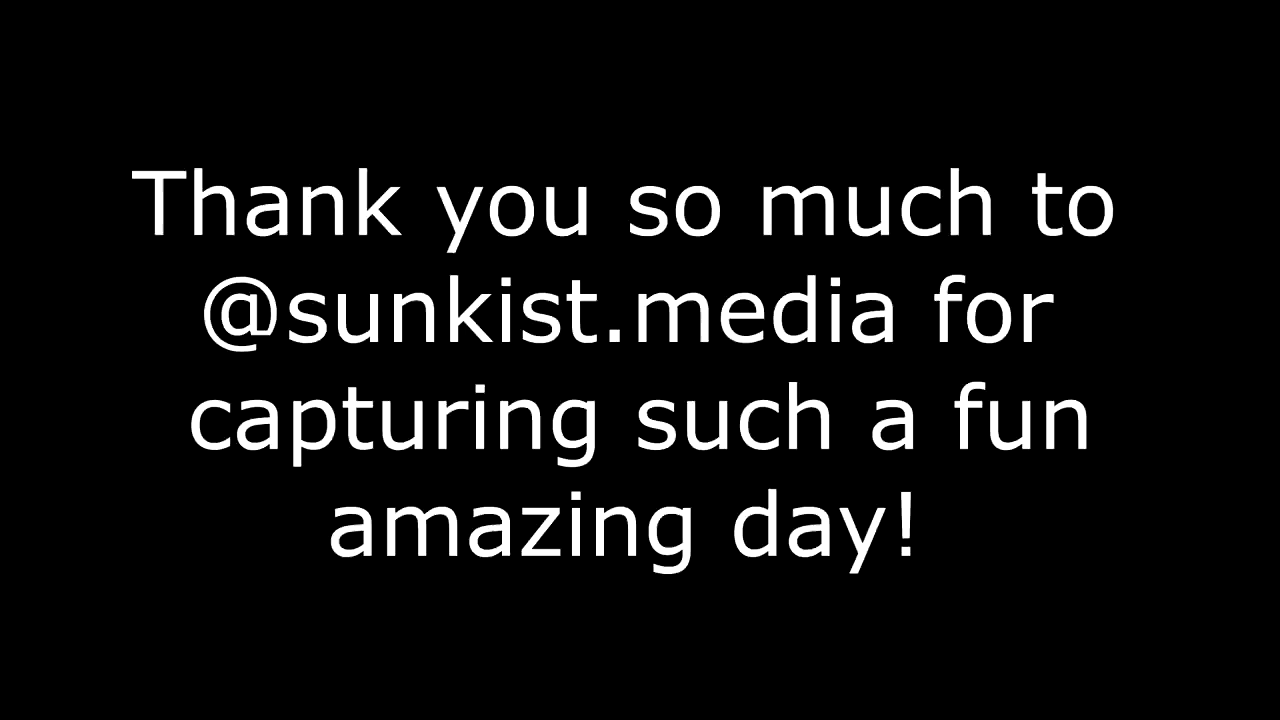 Thank you so much to
@sunkist.media for
capturing such a fun
amazing day!